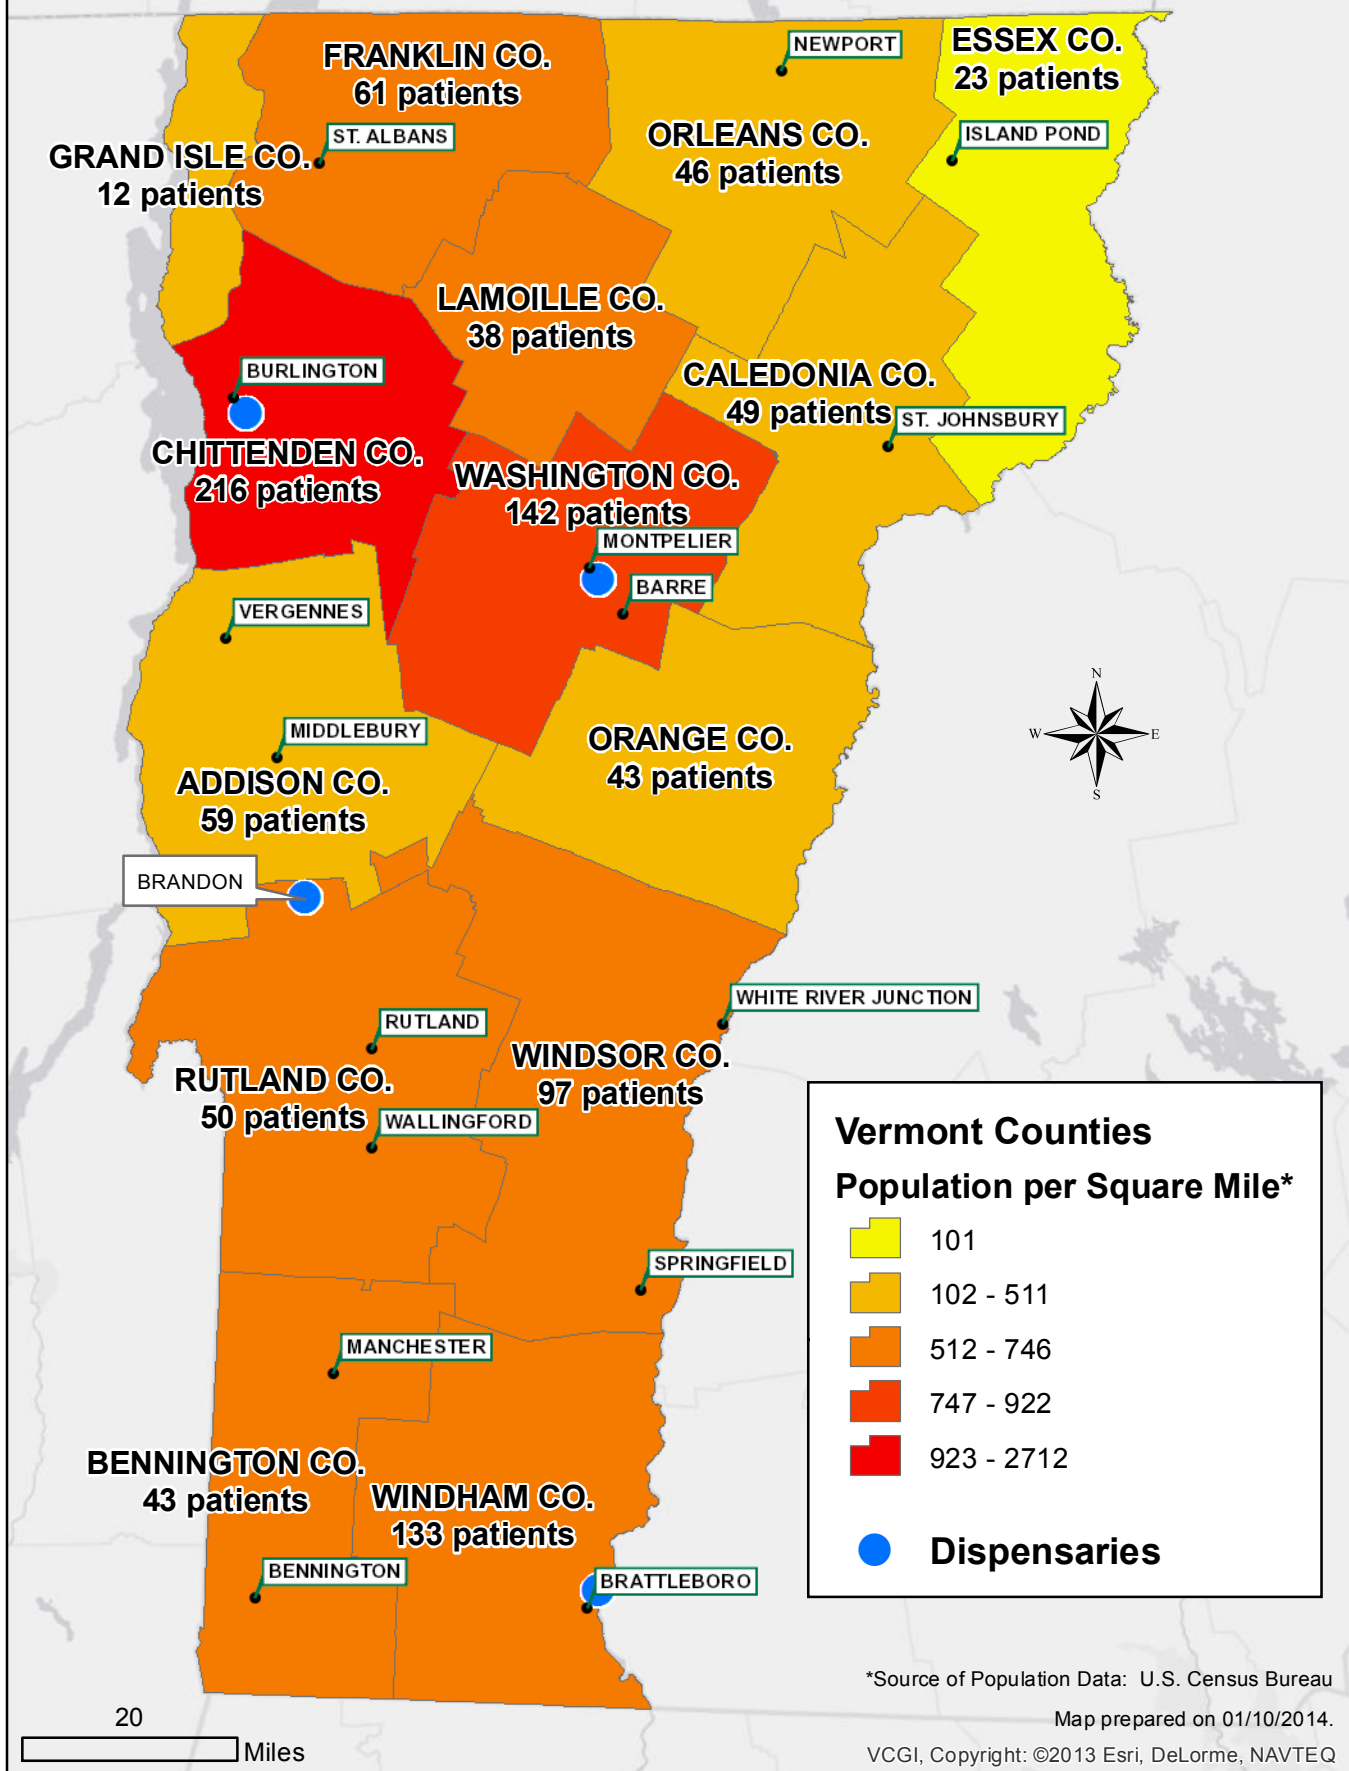 FRANKLIN CO.
61 patients
NEWPORT
ESSEX CO.
23 patients
ST. ALBANS
ORLEANS CO.
46 patients
ISLAND POND
GRAND ISLE CO.
12 patients
LAMOILLE CO.
38 patients
BURLINGTON
CALEDONIA CO.
49 patients
ST. JOHNSBURY
CHITTENDEN CO.
216 patients
WASHINGTON CO.
142 patients
MONTPELIER
BARRE
VERGENNES
N
W
E
S
MIDDLEBURY
ORANGE CO.
43 patients
ADDISON CO.
59 patients
BRANDON
WHITE RIVER JUNCTION
RUTLAND
WINDSOR CO.
97 patients
RUTLAND CO.
50 patients
WALLINGFORD
SPRINGFIELD
MANCHESTER
BENNINGTON CO.
43 patients
WINDHAM CO.
133 patients
BENNINGTON
BRATTLEBORO
Vermont Counties
Population per Square Mile*
101
102 - 511
512 - 746
747 - 922
923 - 2712
Dispensaries
*Source of Population Data: U.S. Census Bureau
Map prepared on 01/10/2014.
VCGI, Copyright: ©2013 Esri, DeLorme, NAVTEQ
20
Miles